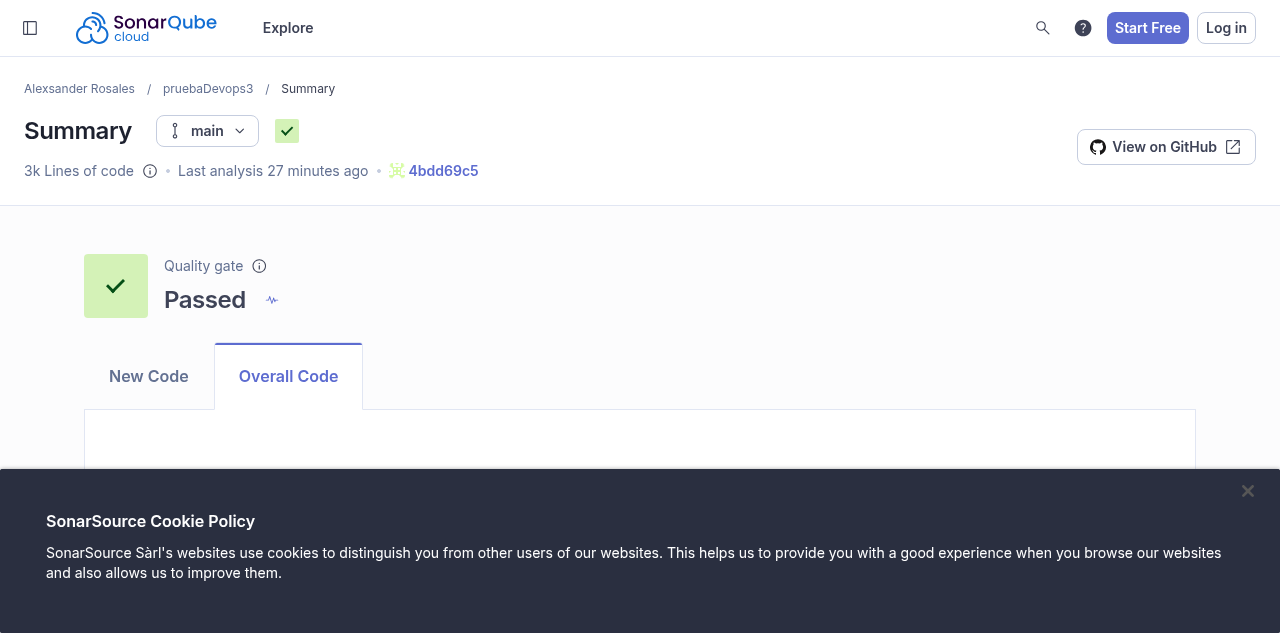 SonarQube cloud Explore ? Start Free Log in
Alexsander Rosales / pruebaDevops3 / Summary
Summary main
View on GitHub
3k Lines of code • Last analysis 27 minutes ago • 4bdd69c5
Quality gate
Passed
New Code Overall Code
SonarSource Cookie Policy
SonarSource Sàrl's websites use cookies to distinguish you from other users of our websites. This helps us to provide you with a good experience when you browse our websites
and also allows us to improve them.